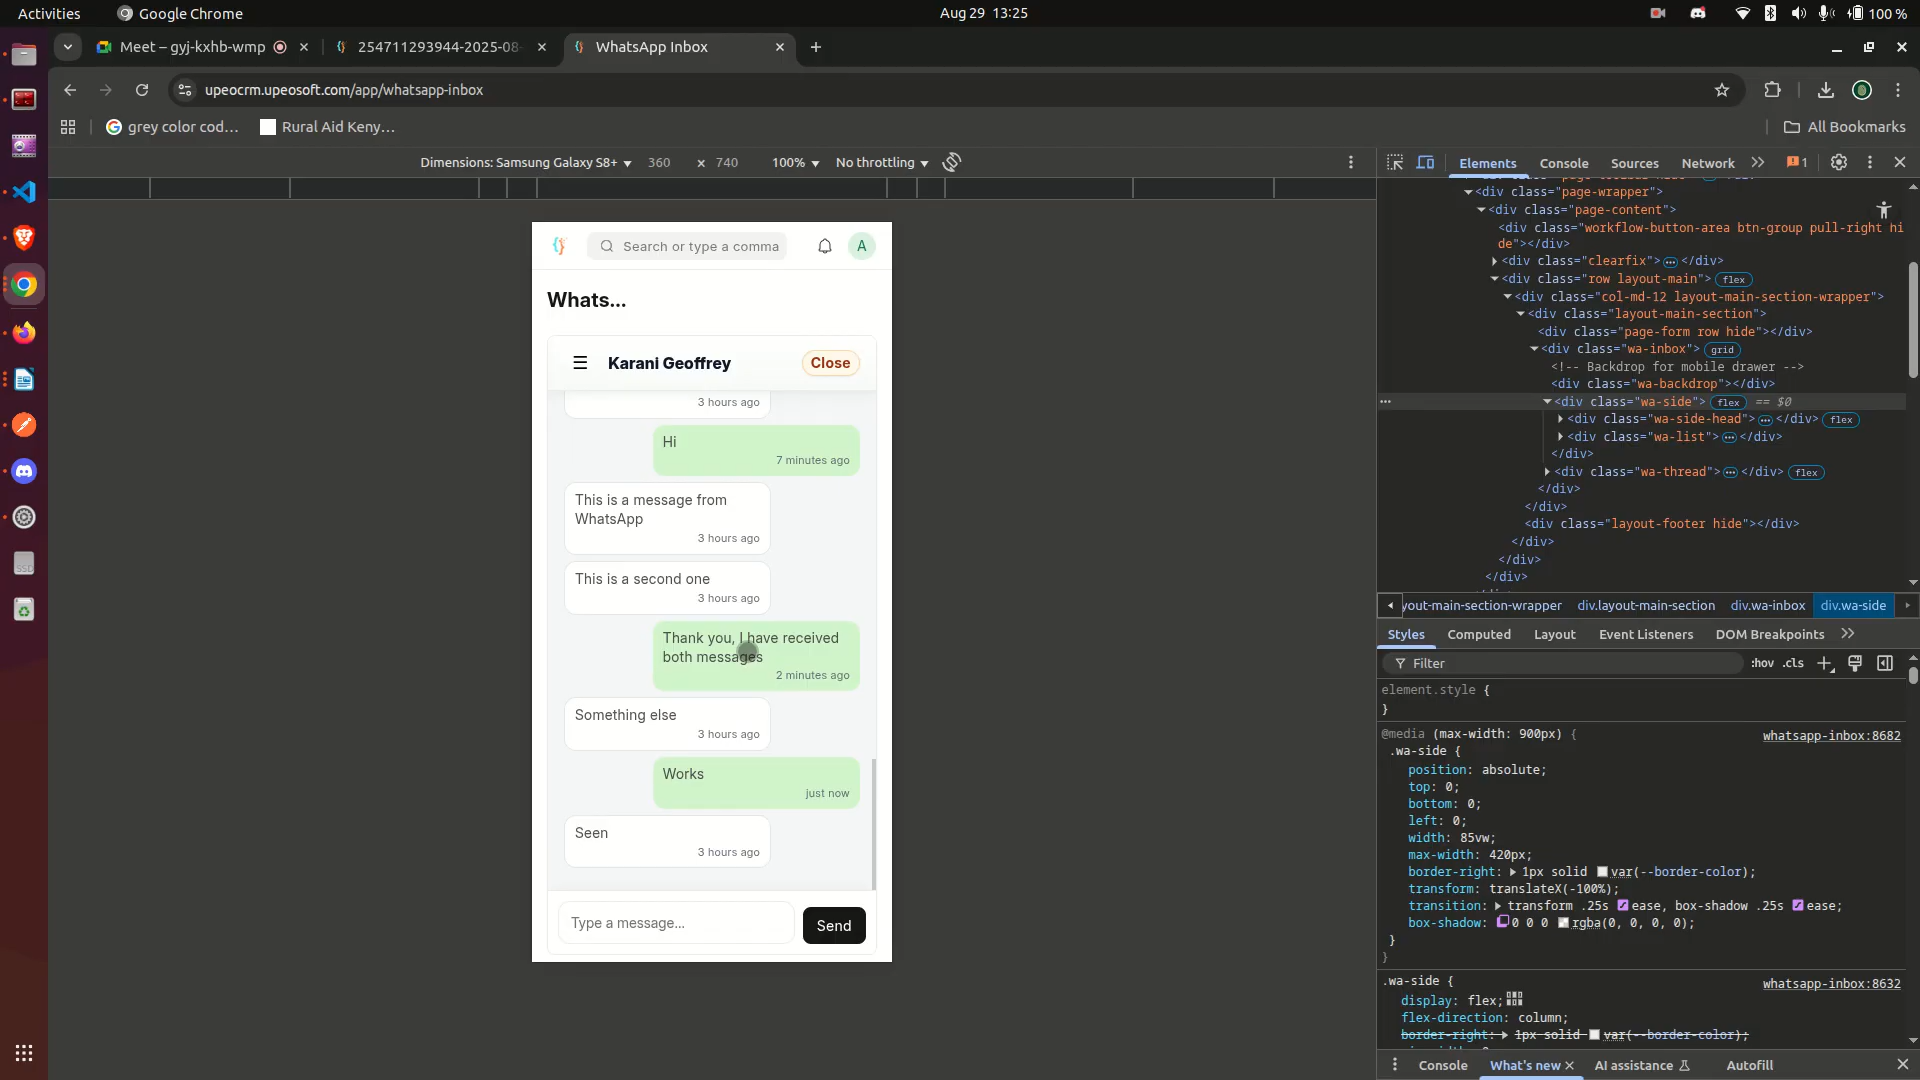 Activities
Google Chrome
Aug 29 13:25
100 %
Meet – gyj-kxhb-wmp
254711293944-2025-08-
WhatsApp Inbox
upeocrm.upeosoft.com/app/whatsapp-inbox
grey color cod…
Rural Aid Keny…
All Bookmarks
Dimensions: Samsung Galaxy S8+
360
×
740
100%
No throttling
Elements
Console
Sources
Network
1
Search or type a comma
A
Whats...
☰
Karani Geoffrey
Close
3 hours ago
Hi
7 minutes ago
This is a message from
WhatsApp
3 hours ago
This is a second one
3 hours ago
Thank you, I have received
both messages
2 minutes ago
Something else
3 hours ago
Works
just now
Seen
3 hours ago
Type a message...
Send
<div class="page-wrapper">
<div class="page-content">
<div class="workflow-button-area btn-group pull-right hi
de"></div>
<div class="clearfix"> … </div>
<div class="row layout-main"> flex
<div class="col-md-12 layout-main-section-wrapper">
<div class="layout-main-section">
<div class="page-form row hide"></div>
<div class="wa-inbox"> grid
<!-- Backdrop for mobile drawer -->
<div class="wa-backdrop"></div>
<div class="wa-side"> flex == $0
<div class="wa-side-head"> … </div> flex
<div class="wa-list"> … </div>
</div>
<div class="wa-thread"> … </div> flex
</div>
</div>
<div class="layout-footer hide"></div>
</div>
</div>
</div>
yout-main-section-wrapper
div.layout-main-section
div.wa-inbox
div.wa-side
Styles
Computed
Layout
Event Listeners
DOM Breakpoints
Filter
:hov
.cls
element.style {
}
@media (max-width: 900px) {
whatsapp-inbox:8682
.wa-side {
position: absolute;
top: 0;
bottom: 0;
left: 0;
width: 85vw;
max-width: 420px;
border-right: 1px solid var(--border-color);
transform: translateX(-100%);
transition: transform .25s ease, box-shadow .25s ease;
box-shadow: 0 0 0 rgba(0, 0, 0, 0);
}
}
.wa-side {
whatsapp-inbox:8632
display: flex;
flex-direction: column;
border-right: 1px solid var(--border-color);
Console
What's new
AI assistance
Autofill